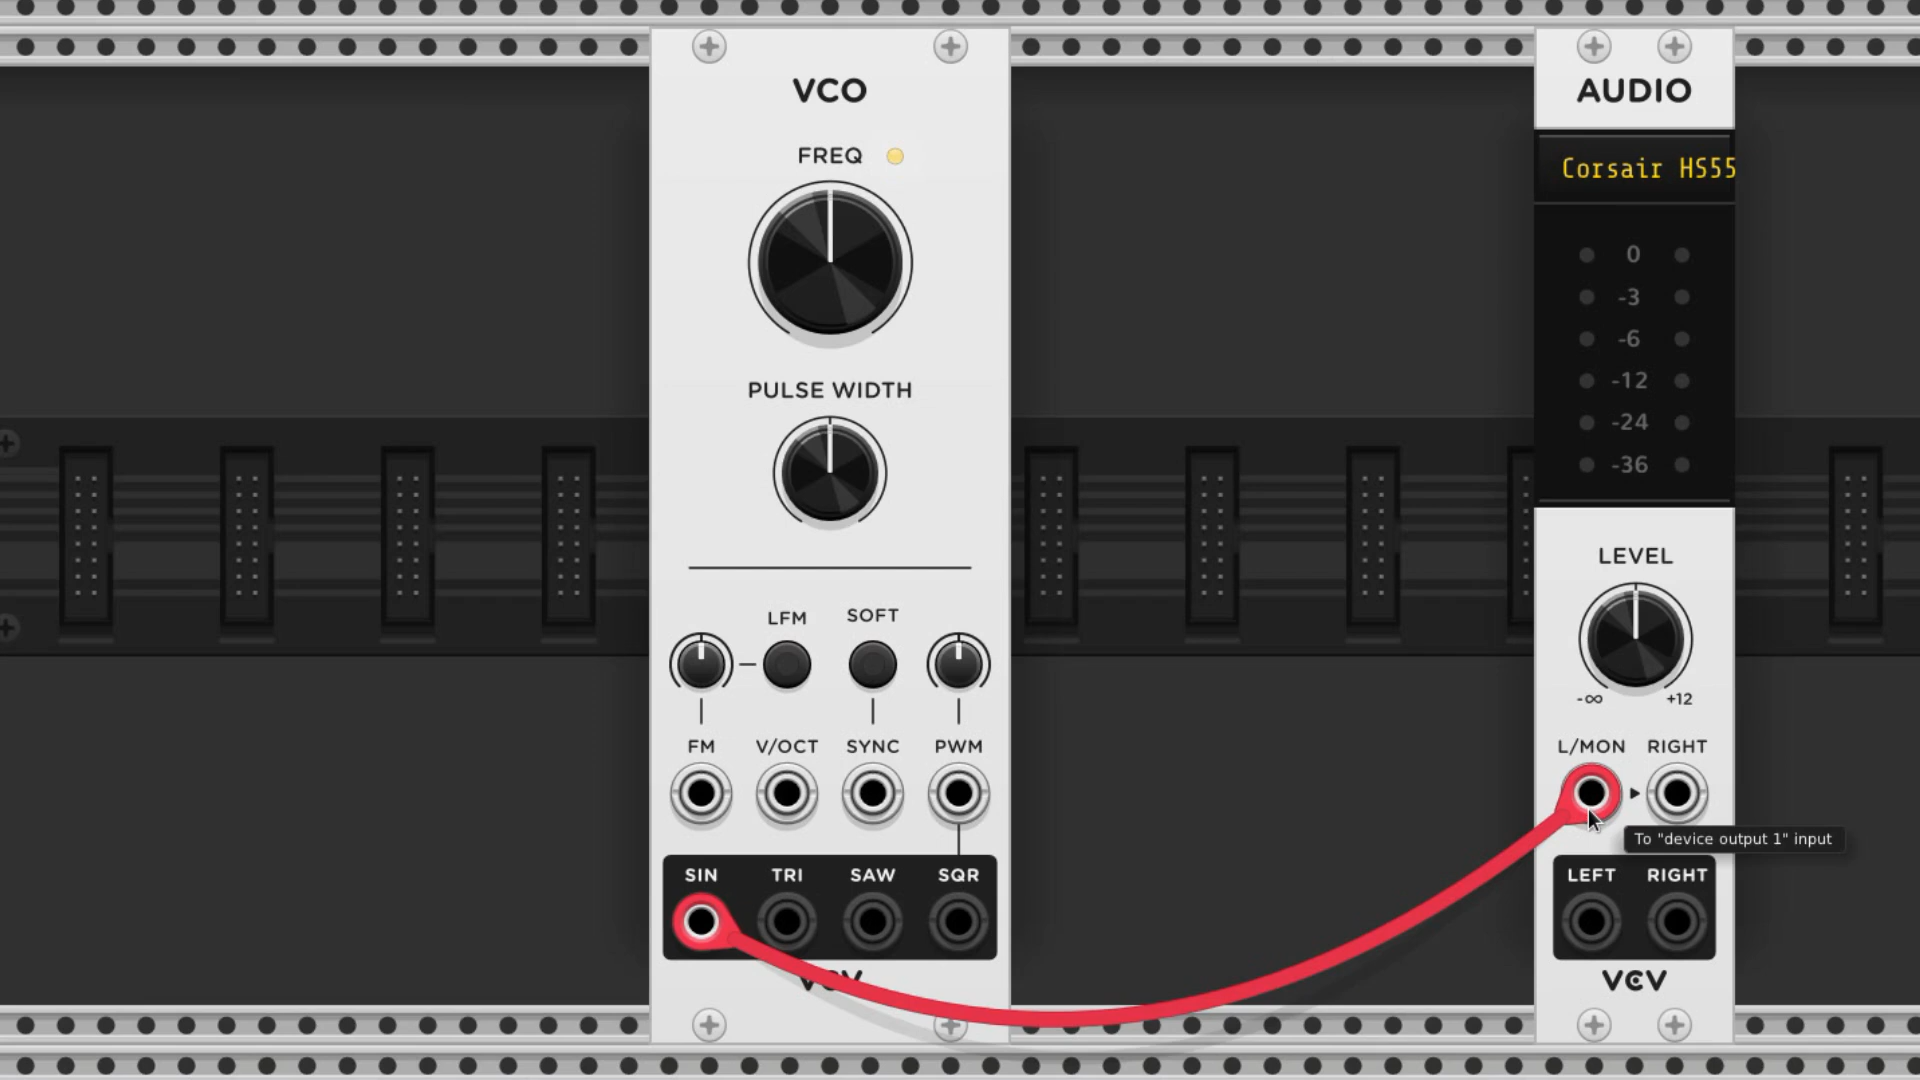 VCO
FREQ
PULSE WIDTH
LFM SOFT
FM V/OCT SYNC PWM
SIN TRI SAW SQR
VCV
AUDIO
Corsair HS55
0
-3
-6
-12
-24
-36
LEVEL
-∞ +12
L/MON RIGHT
To "device output 1" input
LEFT RIGHT
VCV